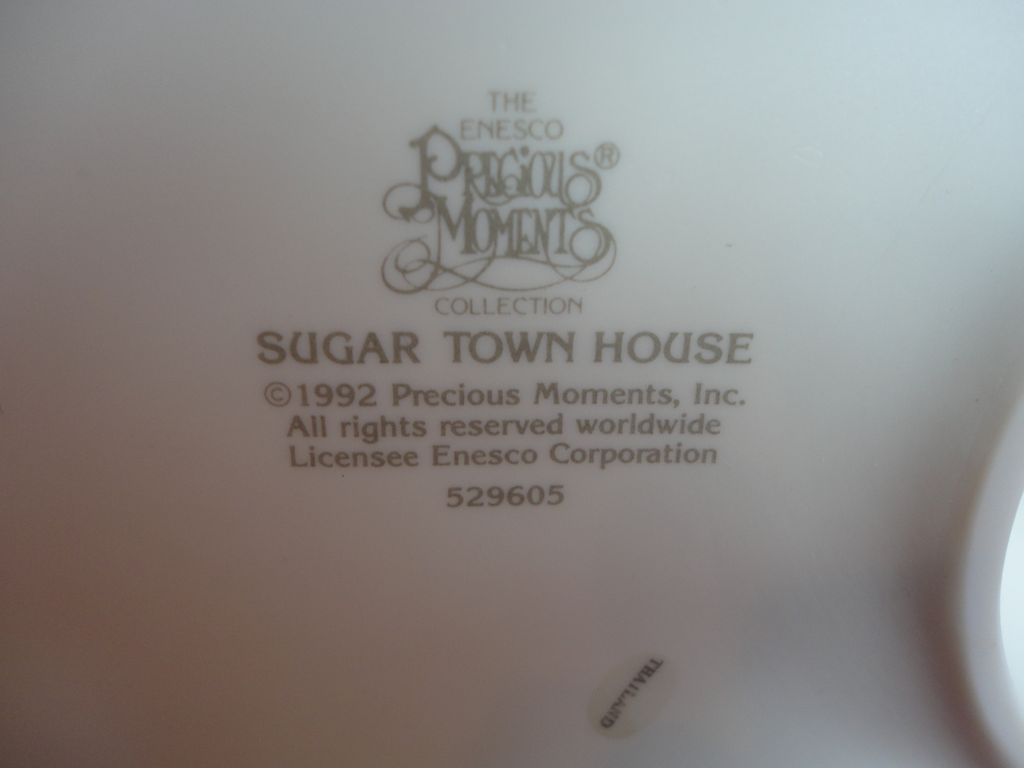 THE
ENESCO
PRECIOUS®
MOMENTS
COLLECTION
SUGAR TOWN HOUSE
©1992 Precious Moments, Inc.
All rights reserved worldwide
Licensee Enesco Corporation
529605
THAILAND